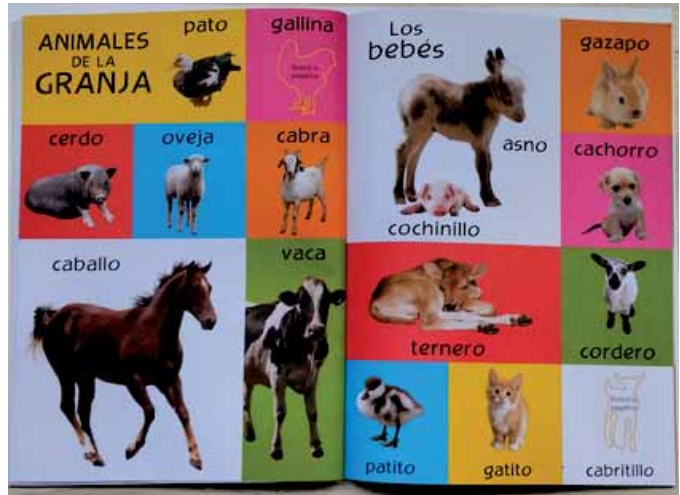 ANIMALES
DE LA
GRANJA
pato
gallina
cerdo
oveja
cabra
caballo
vaca
Los
bebés
asno
cochinillo
gazapo
cachorro
ternero
cordero
patito
gatito
cabritillo